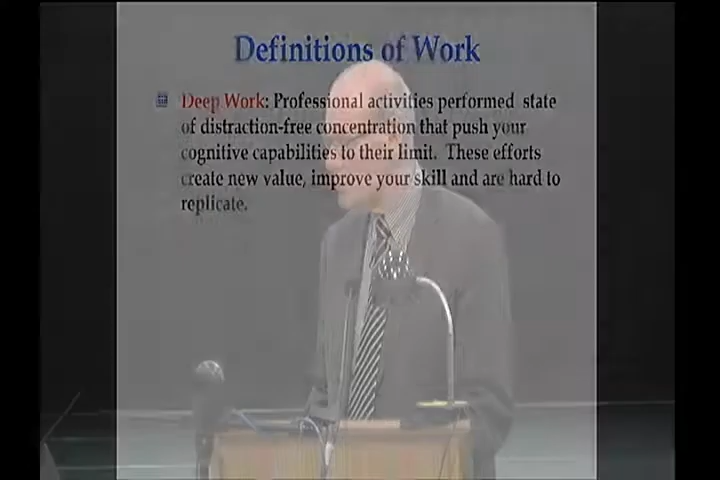 Definitions of Work
Deep Work: Professional activities performed state
of distraction-free concentration that push your
cognitive capabilities to their limit. These efforts
create new value, improve your skill and are hard to
replicate.